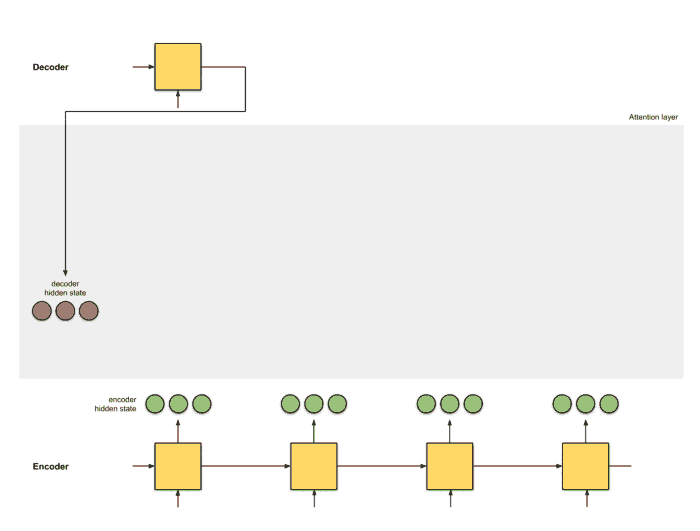 Decoder
Attention layer
decoder
hidden state
encoder
hidden state
Encoder